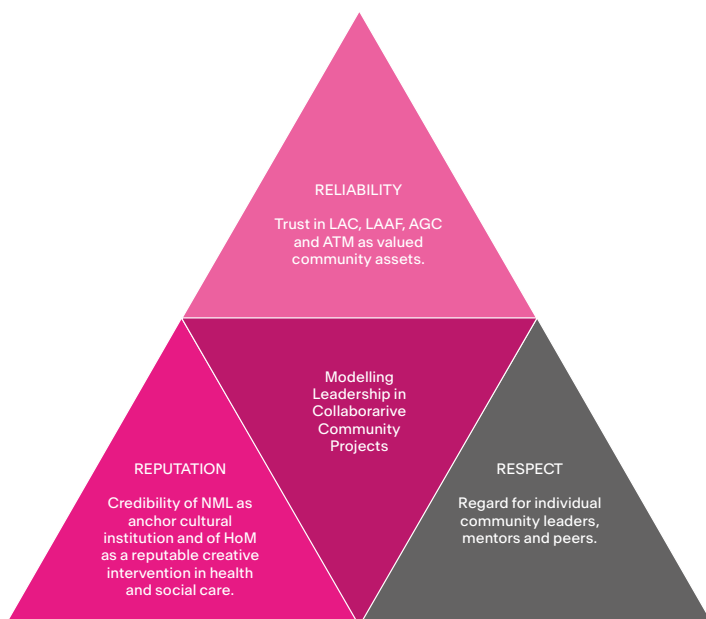 RELIABILITY
Trust in LAC, LAAF, AGC
and ATM as valued
community assets.
Modelling
Leadership in
Collaborarive
Community
Projects
REPUTATION
Credibility of NML as
anchor cultural
institution and of HoM
as a reputable creative
intervention in health
and social care.
RESPECT
Regard for individual
community leaders,
mentors and peers.